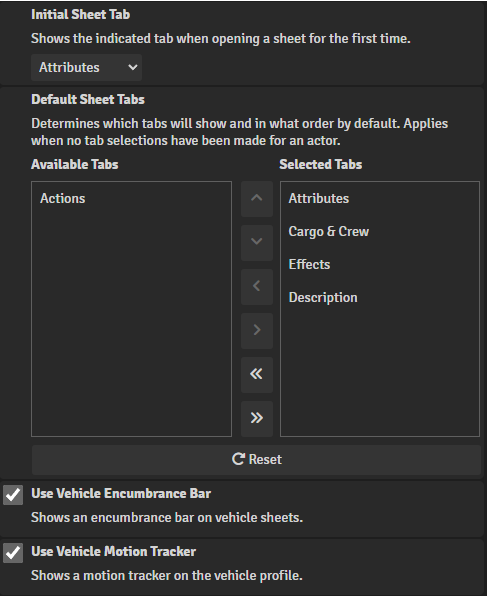 Initial Sheet Tab
Shows the indicated tab when opening a sheet for the first time.
Attributes
Default Sheet Tabs
Determines which tabs will show and in what order by default. Applies
when no tab selections have been made for an actor.
Available Tabs
Selected Tabs
Actions
Attributes
Cargo & Crew
Effects
Description
Reset
Use Vehicle Encumbrance Bar
Shows an encumbrance bar on vehicle sheets.
Use Vehicle Motion Tracker
Shows a motion tracker on the vehicle profile.